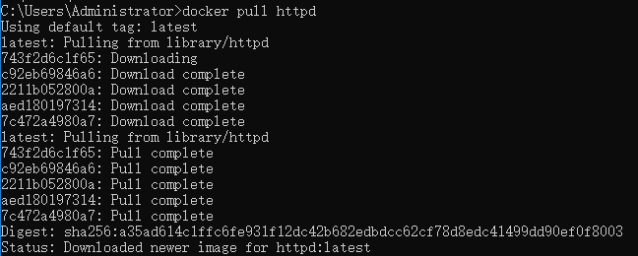 C:\Users\Administrator>docker pull httpd
Using default tag: latest
latest: Pulling from library/httpd
743f2d6c1f65: Downloading
c92eb69846a6: Download complete
2211b052800a: Download complete
aed180197314: Download complete
7c472a4980a7: Download complete
latest: Pulling from library/httpd
743f2d6c1f65: Pull complete
c92eb69846a6: Pull complete
2211b052800a: Pull complete
aed180197314: Pull complete
7c472a4980a7: Pull complete
Digest: sha256:a35ad614c1ffc6fe931f12dc42b682edbdcc62cf78d8edc41499dd90ef0f8003
Status: Downloaded newer image for httpd:latest